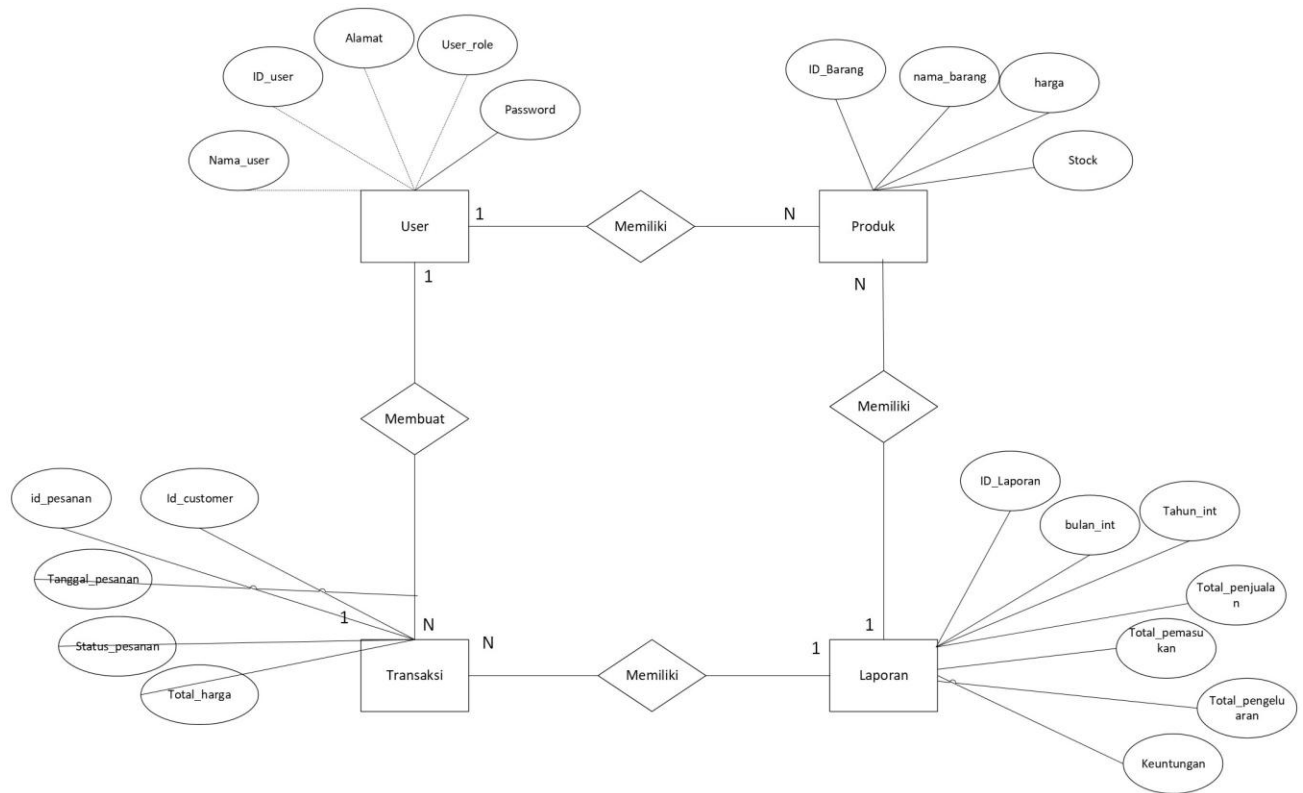 Alamat
User_role
ID_user
Password
Nama_user
ID_Barang
nama_barang
harga
Stock
User
1
Memiliki
N
Produk
1
N
Membuat
Memiliki
id_pesanan
Id_customer
Tanggal_pesanan
Status_pesanan
Total_harga
1
N
N
Transaksi
Memiliki
1
1
Laporan
ID_Laporan
bulan_int
Tahun_int
Total_penjuala
n
Total_pemasu
kan
Total_pengelu
aran
Keuntungan